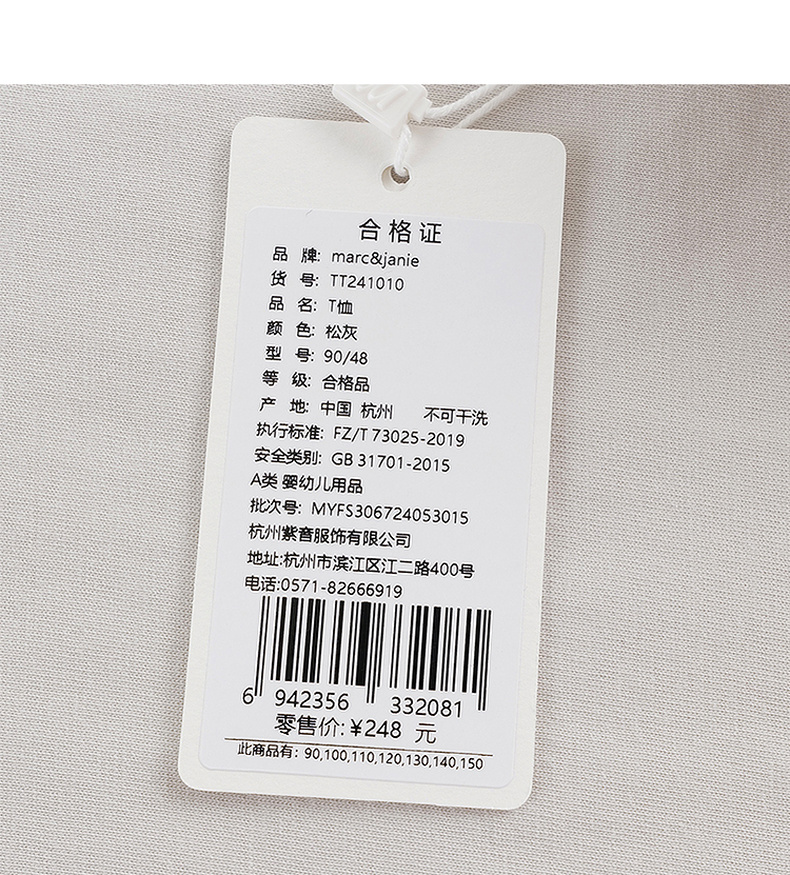 合格证
品 牌: marc&janie
货 号: TT241010
品 名: T恤
颜 色: 松灰
型 号: 90/48
等 级: 合格品
产 地: 中国 杭州 不可干洗
执行标准: FZ/T 73025-2019
安全类别: GB 31701-2015
A类 婴幼儿用品
批次号: MYFS306724053015
杭州紫音服饰有限公司
地址:杭州市滨江区江二路400号
电话:0571-82666919
6 942356 332081
零售价:¥248 元
此商品有: 90,100,110,120,130,140,150